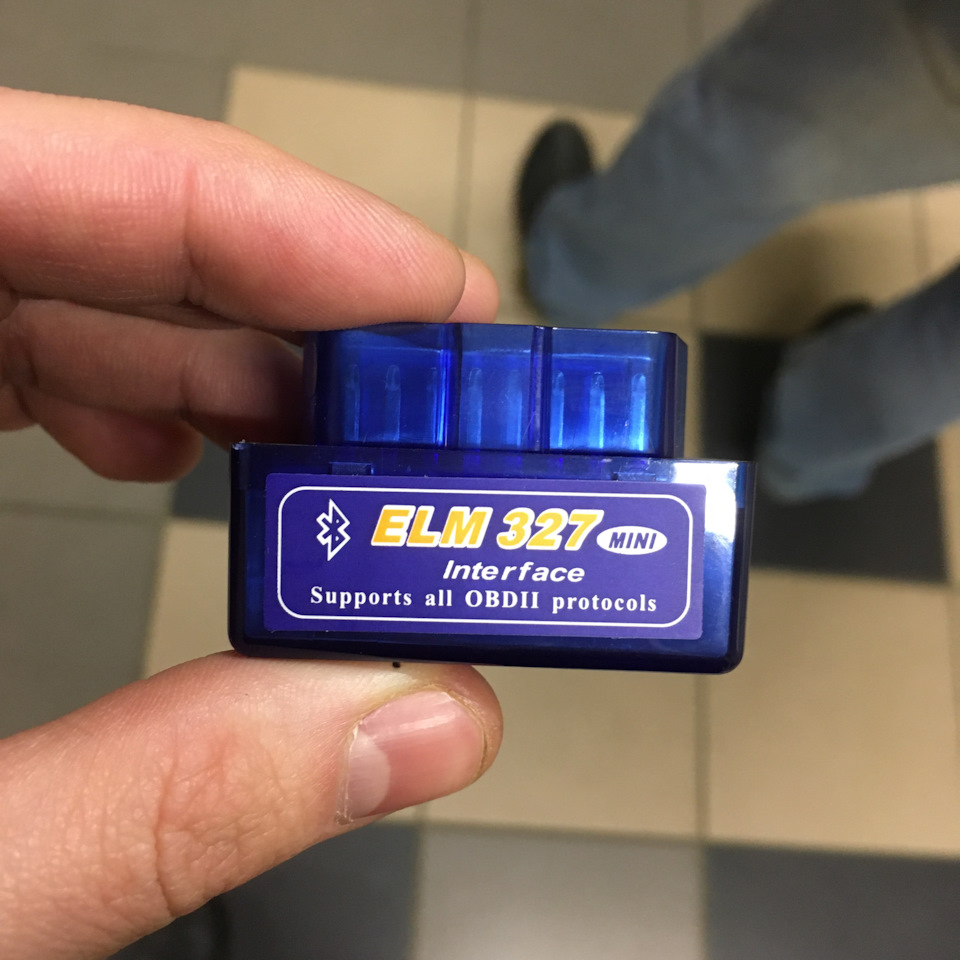 ELM 327 MINI
Interface
Supports all OBDII protocols